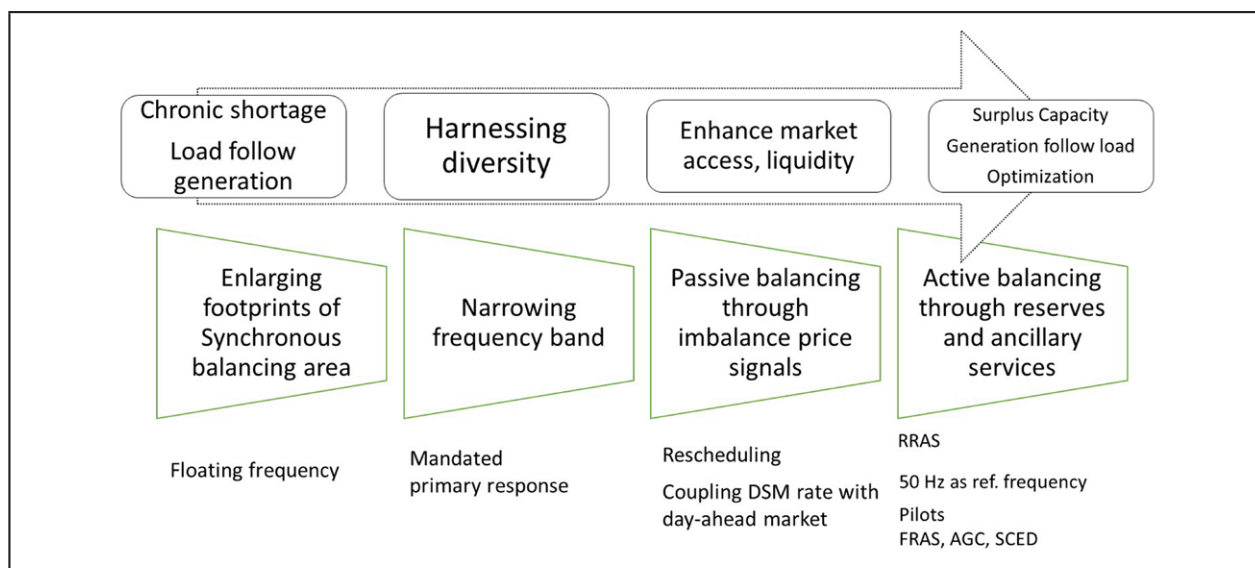 Chronic shortage
Load follow
generation
Harnessing
diversity
Enhance market
access, liquidity
Surplus Capacity
Generation follow load
Optimization
Enlarging
footprints of
Synchronous
balancing area
Narrowing
frequency band
Passive balancing
through
imbalance price
signals
Active balancing
through reserves
and ancillary
services
Floating frequency
Mandated
primary response
Rescheduling
Coupling DSM rate with
day-ahead market
RRAS
50 Hz as ref. frequency
Pilots
FRAS, AGC, SCED